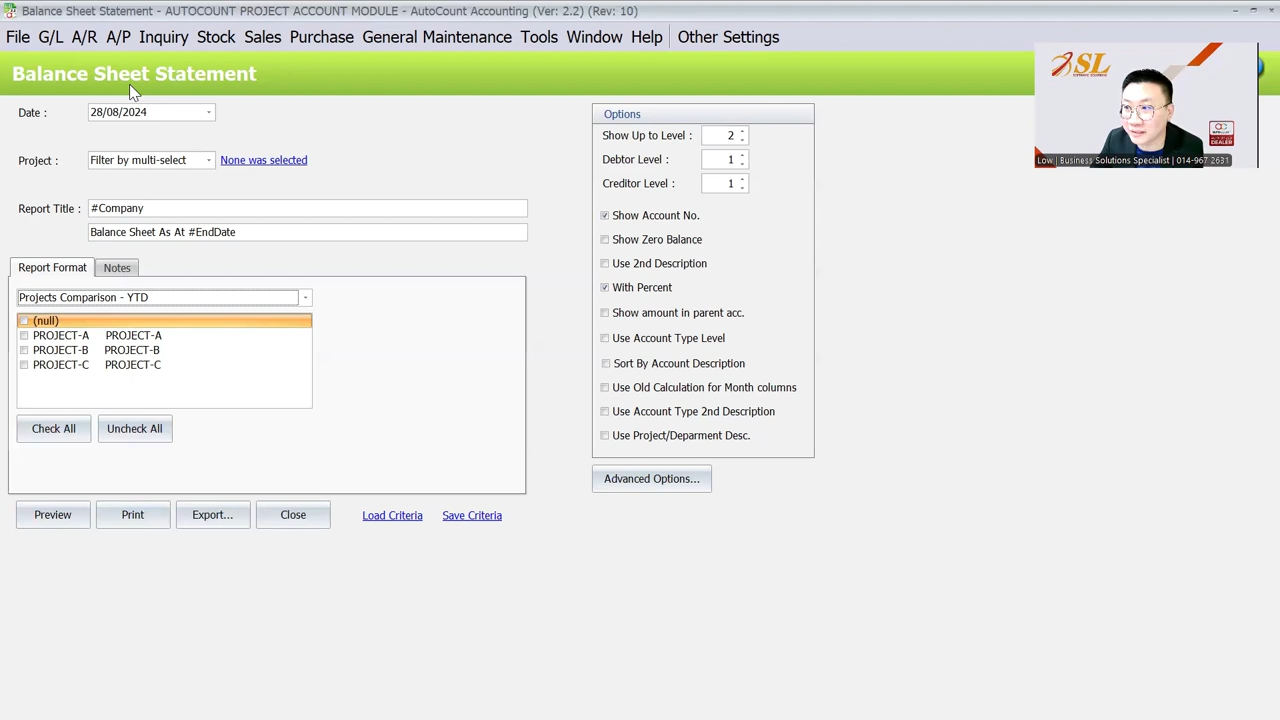 Balance Sheet Statement - AUTOCOUNT PROJECT ACCOUNT MODULE - AutoCount Accounting (Ver: 2.2) (Rev: 10)
File G/L A/R A/P Inquiry Stock Sales Purchase General Maintenance Tools Window Help Other Settings
Balance Sheet Statement
Date : 28/08/2024
Project : Filter by multi-select None was selected
Report Title : #Company
Balance Sheet As At #EndDate
Report Format Notes
Projects Comparison - YTD
(null)
PROJECT-A PROJECT-A
PROJECT-B PROJECT-B
PROJECT-C PROJECT-C
Check All Uncheck All
Preview Print Export... Close Load Criteria Save Criteria
Options
Show Up to Level : 2
Debtor Level : 1
Creditor Level : 1
Show Account No.
Show Zero Balance
Use 2nd Description
With Percent
Show amount in parent acc.
Use Account Type Level
Sort By Account Description
Use Old Calculation for Month columns
Use Account Type 2nd Description
Use Project/Deparment Desc.
Advanced Options...
SL
DEALER
Low | Business Solutions Specialist | 014-967 2631